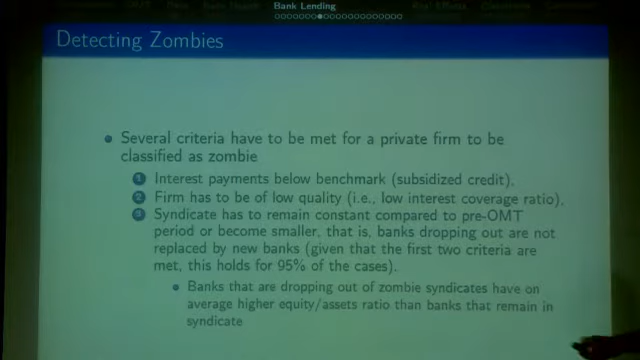 Bank Lending
Detecting Zombies
Several criteria have to be met for a private firm to be
classified as zombie
1 Interest payments below benchmark (subsidized credit).
2 Firm has to be of low quality (i.e., low interest coverage ratio).
3 Syndicate has to remain constant compared to pre-OMT
period or become smaller, that is, banks dropping out are not
replaced by new banks (given that the first two criteria are
met, this holds for 95% of the cases).
Banks that are dropping out of zombie syndicates have on
average higher equity/assets ratio than banks that remain in
syndicate